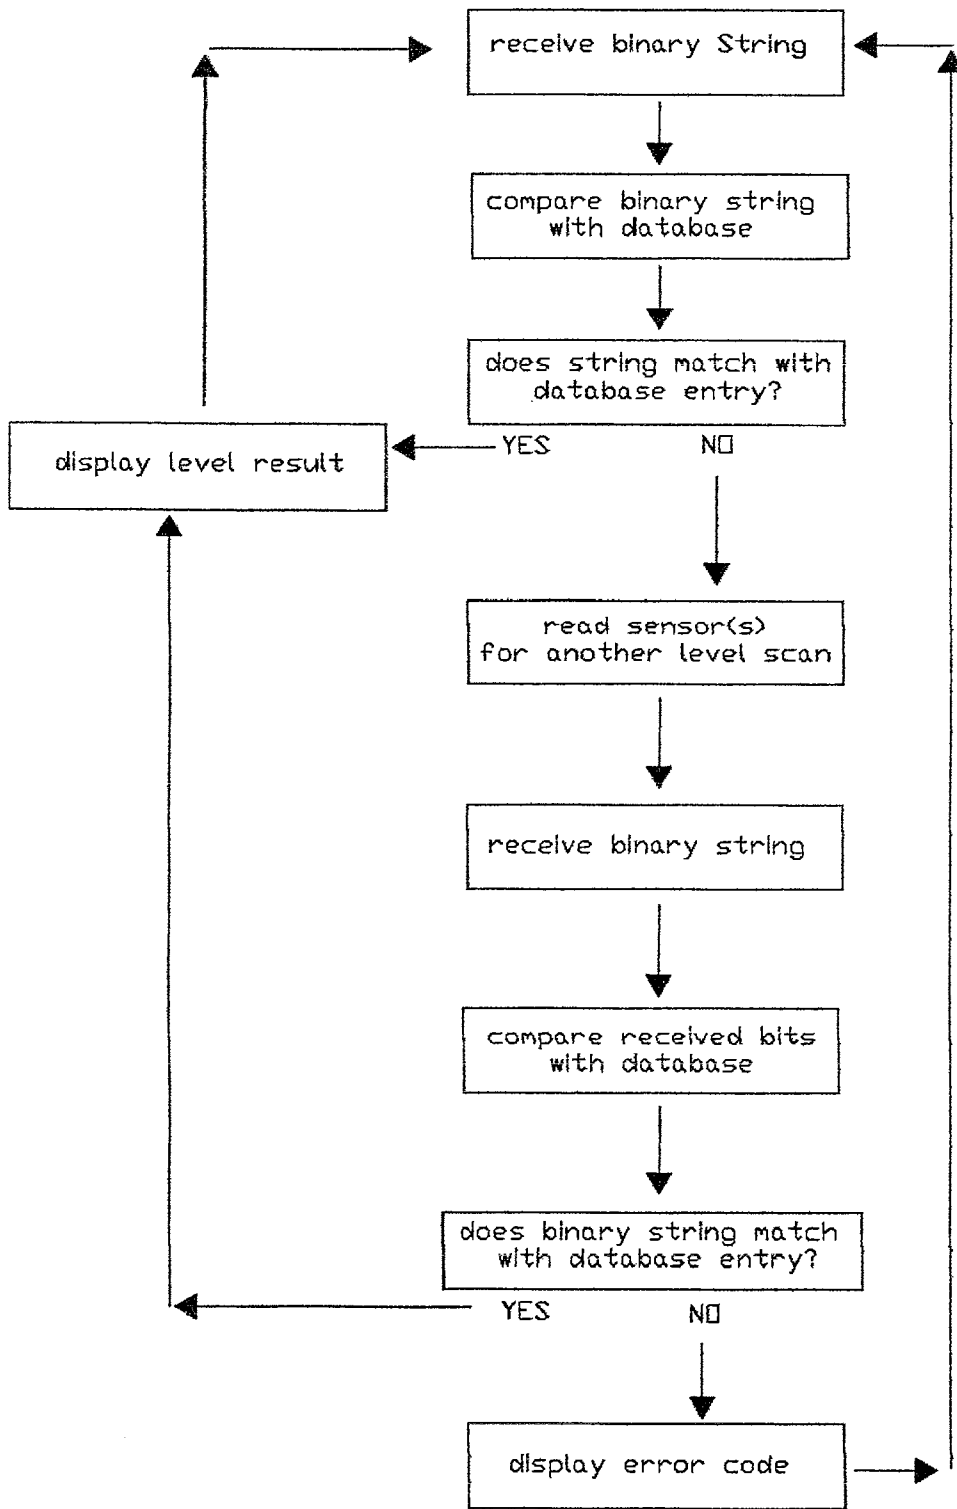 receive binary String
compare binary string
with database
does string match with
database entry?
YES
NO
display level result
read sensor(s)
for another level scan
receive binary string
compare received bits
with database
does binary string match
with database entry?
YES
NO
display error code